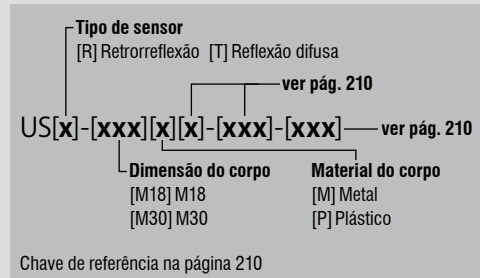 Tipo de sensor
[R] Retrorreflexão [T] Reflexão difusa
ver pág. 210
US[x]-[xxx][x][x]-[xxx]-[xxx] ver pág. 210
Dimensão do corpo Material do corpo
[M18] M18 [M] Metal
[M30] M30 [P] Plástico
Chave de referência na página 210